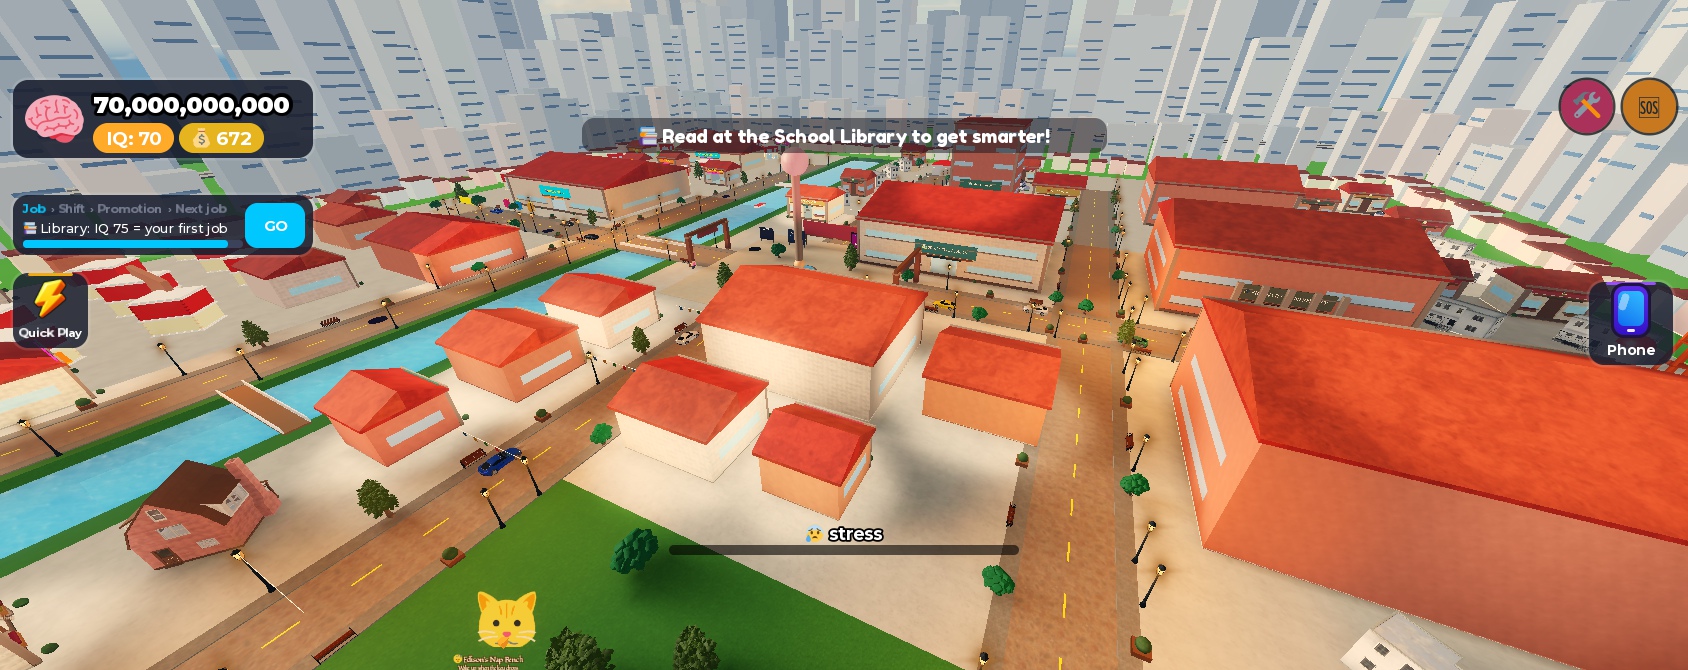 70,000,000,000
IQ: 70
672
Read at the School Library to get smarter!
SOS
Job › Shift › Promotion › Next job
Library: IQ 75 = your first job
GO
Quick Play
Phone
stress
Edison's Nap Bench